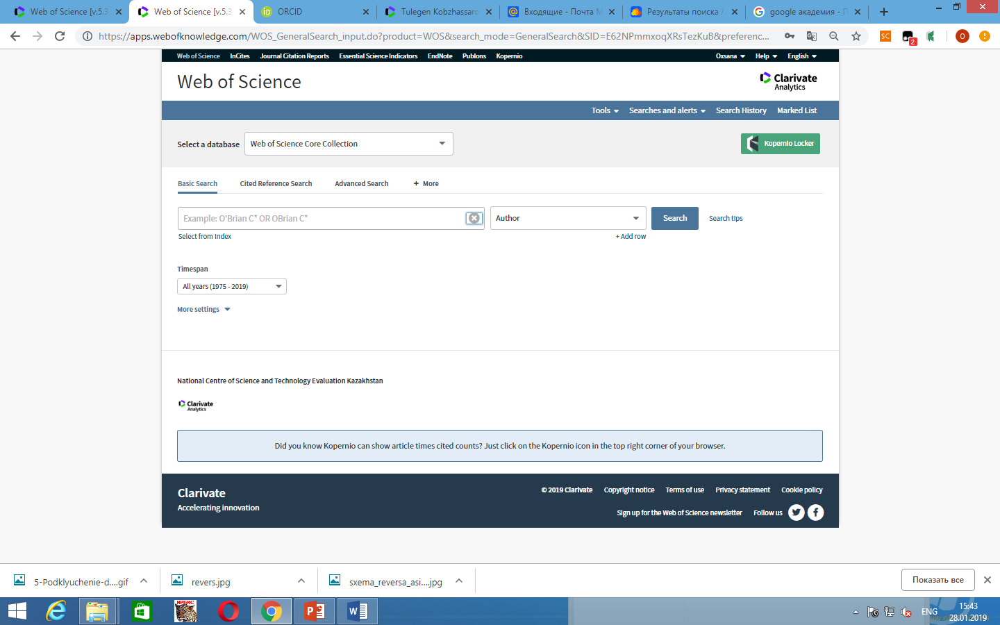 Web of Science [v.5.3
Web of Science [v.5.3
ORCID
Tulegen Kobzhassaro
Входящие - Почта M
Результаты поиска /
google академия - П
https://apps.webofknowledge.com/WOS_GeneralSearch_input.do?product=WOS&search_mode=GeneralSearch&SID=E62NPmmxoqXRsTezKuB&preferenc...
SC
2
O
Web of Science InCites Journal Citation Reports Essential Science Indicators EndNote Publons Kopernio
Oxsana Help English
Web of Science
Clarivate
Analytics
Tools Searches and alerts Search History Marked List
Select a database Web of Science Core Collection
Kopernio Locker
Basic Search Cited Reference Search Advanced Search + More
Example: O'Brian C* OR OBrian C*
Author
Search
Search tips
Select from Index
+ Add row
Timespan
All years (1975 - 2019)
More settings
National Centre of Science and Technology Evaluation Kazakhstan
Clarivate
Analytics
Did you know Kopernio can show article times cited counts? Just click on the Kopernio icon in the top right corner of your browser.
Clarivate
Accelerating innovation
© 2019 Clarivate Copyright notice Terms of use Privacy statement Cookie policy
Sign up for the Web of Science newsletter Follow us
5-Podklyuchenie-d....gif
revers.jpg
sxema_reversa_asi....jpg
Показать все
ИРБИС
ENG
15:43
28.01.2019